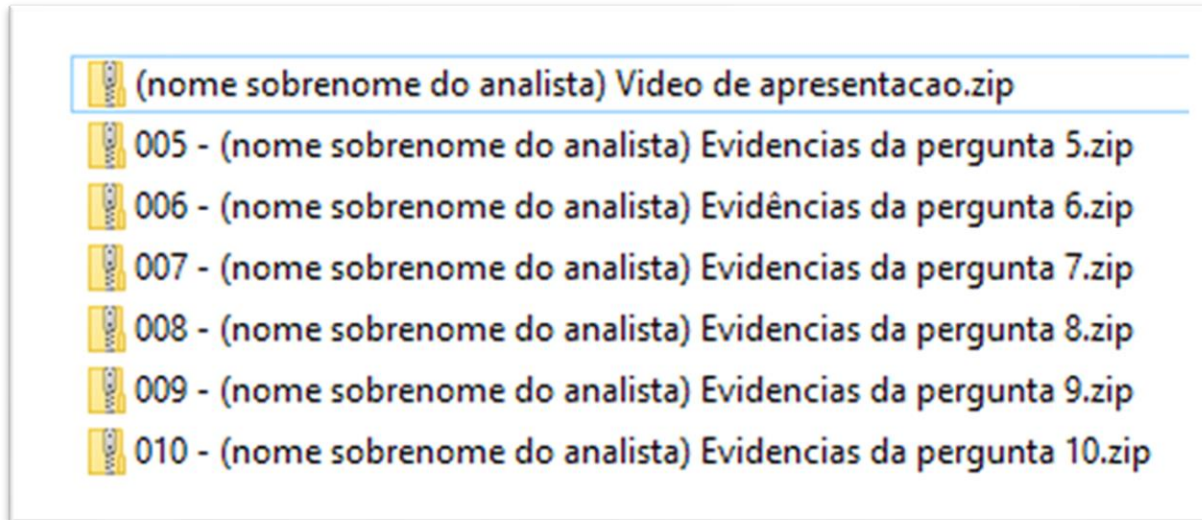 (nome sobrenome do analista) Video de apresentacao.zip
005 - (nome sobrenome do analista) Evidencias da pergunta 5.zip
006 - (nome sobrenome do analista) Evidências da pergunta 6.zip
007 - (nome sobrenome do analista) Evidencias da pergunta 7.zip
008 - (nome sobrenome do analista) Evidencias da pergunta 8.zip
009 - (nome sobrenome do analista) Evidencias da pergunta 9.zip
010 - (nome sobrenome do analista) Evidencias da pergunta 10.zip